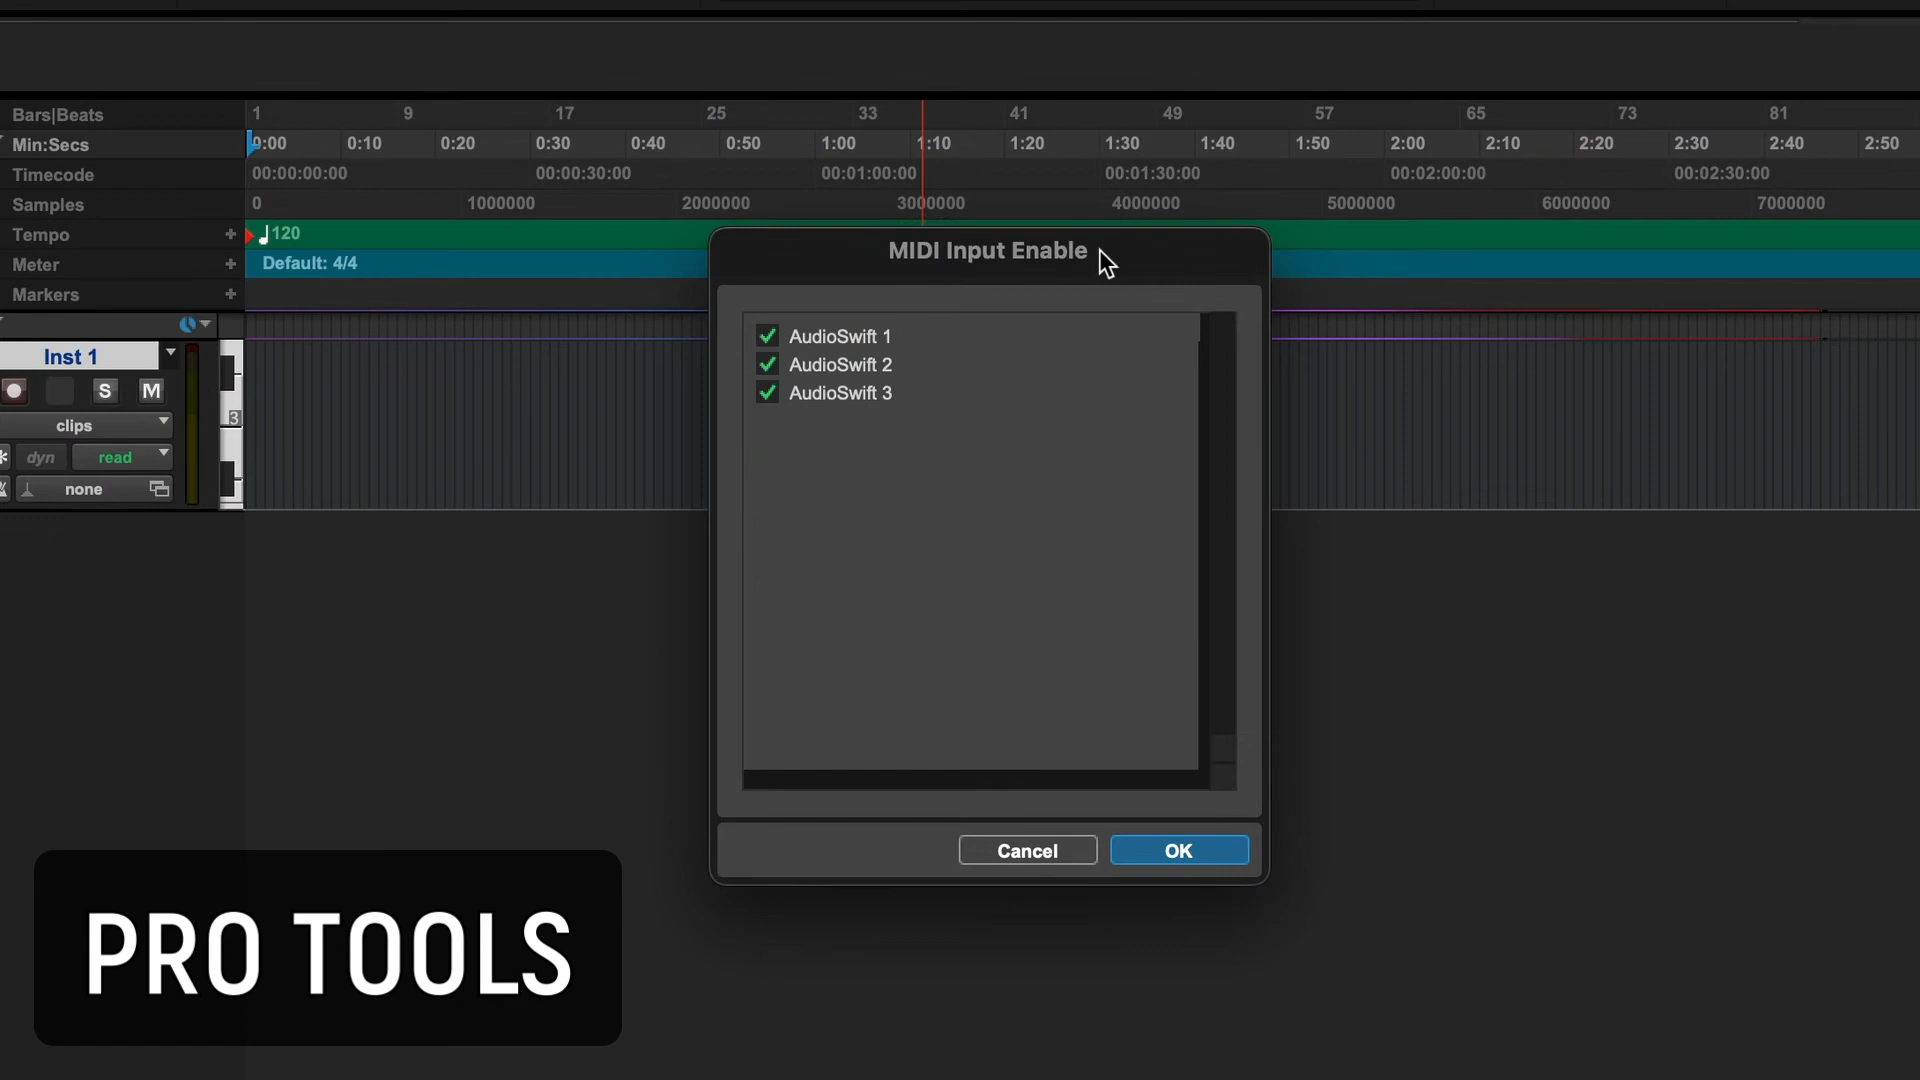 Bars|Beats 1 9 17 25 33 41 49 57 65 73 81
Min:Secs 0:00 0:10 0:20 0:30 0:40 0:50 1:00 1:10 1:20 1:30 1:40 1:50 2:00 2:10 2:20 2:30 2:40 2:50
Timecode 00:00:00:00 00:00:30:00 00:01:00:00 00:01:30:00 00:02:00:00 00:02:30:00
Samples 0 1000000 2000000 3000000 4000000 5000000 6000000 7000000
Tempo + 120
Meter + Default: 4/4
Markers +
MIDI Input Enable
AudioSwift 1
AudioSwift 2
AudioSwift 3
Cancel OK
Inst 1
S M
clips 3
dyn read
none
PRO TOOLS